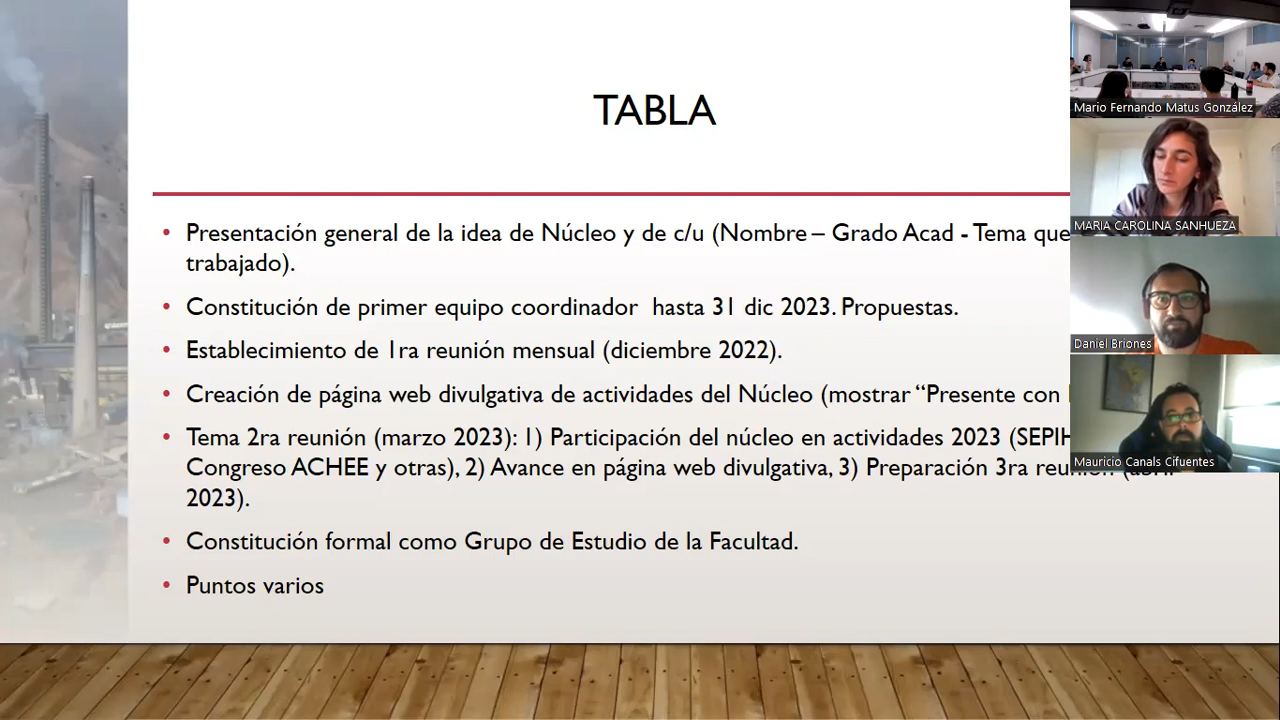 TABLA
• Presentación general de la idea de Núcleo y de c/u (Nombre – Grado Acad - Tema que
trabajado).
• Constitución de primer equipo coordinador hasta 31 dic 2023. Propuestas.
• Establecimiento de 1ra reunión mensual (diciembre 2022).
• Creación de página web divulgativa de actividades del Núcleo (mostrar “Presente con
• Tema 2ra reunión (marzo 2023): 1) Participación del núcleo en actividades 2023
Congreso ACHEE y otras), 2) Avance en página web divulgativa, 3) Preparación 3ra
2023).
• Constitución formal como Grupo de Estudio de la Facultad.
• Puntos varios
Mario Fernando Matus González
MARIA CAROLINA SANHUEZA
Daniel Briones
Mauricio Canals Cifuentes